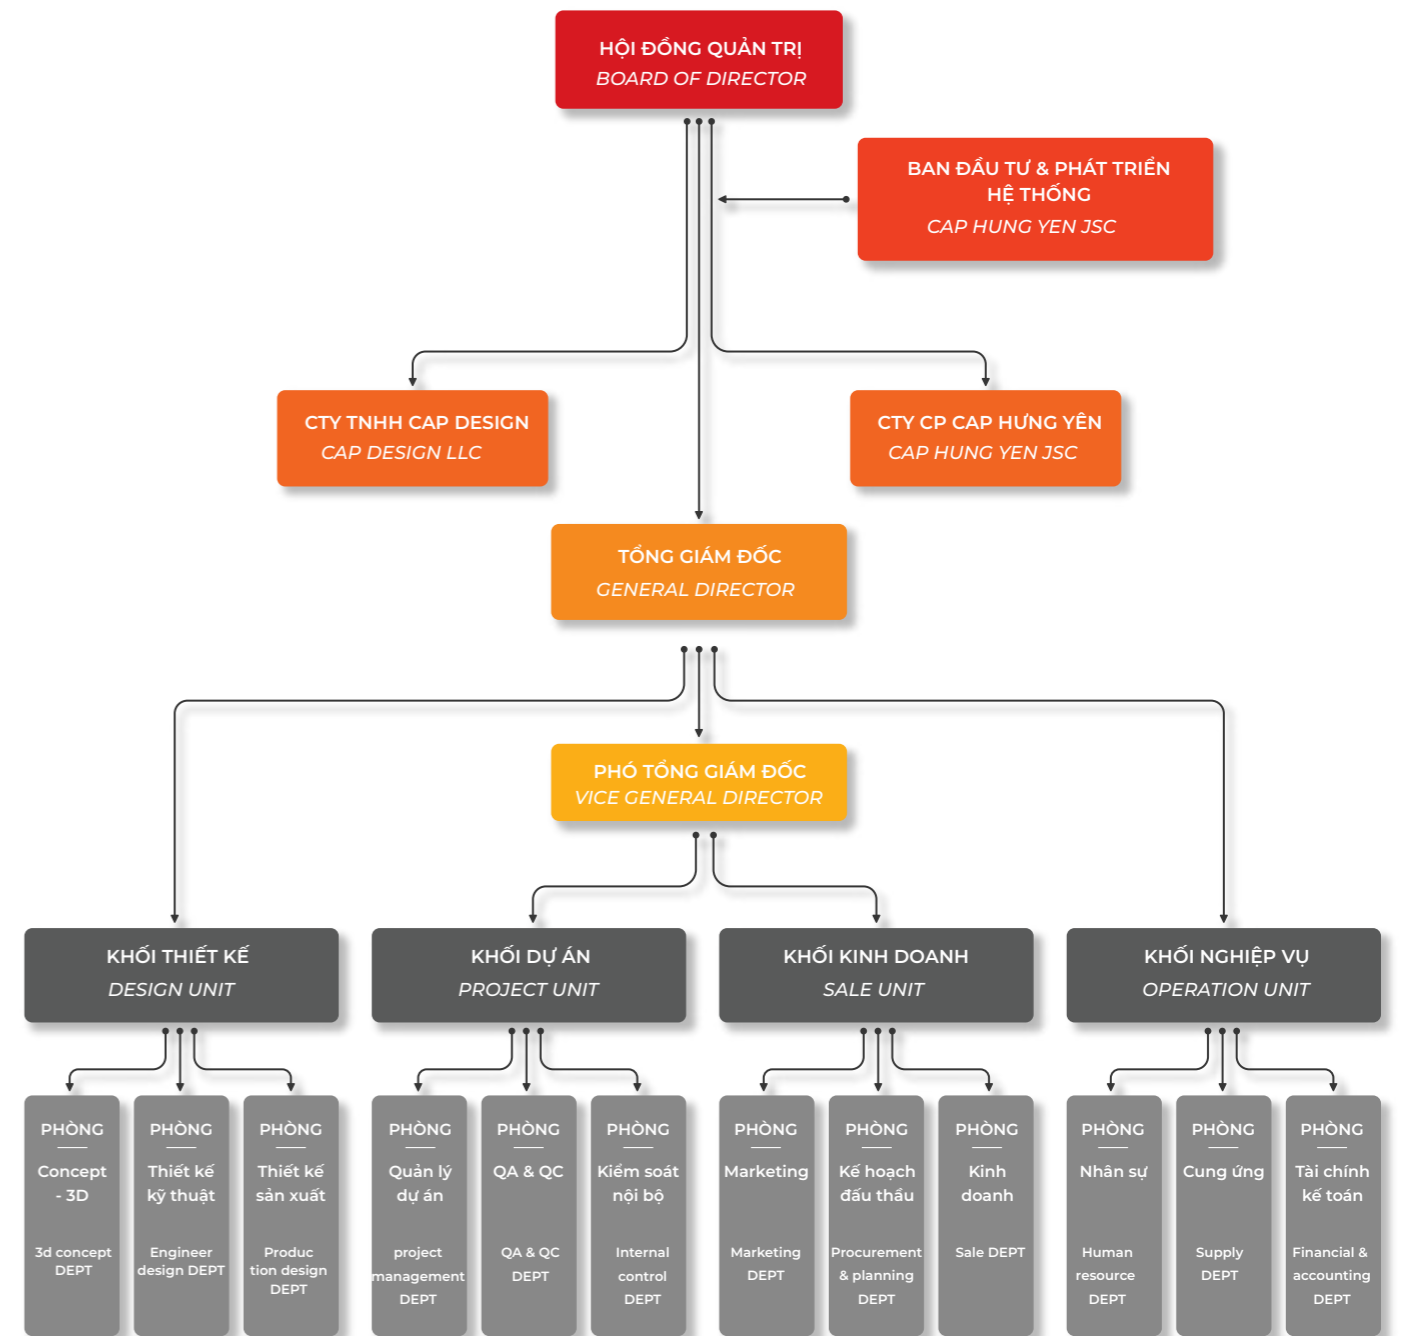 HỘI ĐỒNG QUẢN TRỊ
BOARD OF DIRECTOR
BAN ĐẦU TƯ & PHÁT TRIỂN
HỆ THỐNG
CAP HUNG YEN JSC
CTY TNHH CAP DESIGN
CAP DESIGN LLC
CTY CP CAP HƯNG YÊN
CAP HUNG YEN JSC
TỔNG GIÁM ĐỐC
GENERAL DIRECTOR
PHÓ TỔNG GIÁM ĐỐC
VICE GENERAL DIRECTOR
KHỐI THIẾT KẾ
DESIGN UNIT
KHỐI DỰ ÁN
PROJECT UNIT
KHỐI KINH DOANH
SALE UNIT
KHỐI NGHIỆP VỤ
OPERATION UNIT
PHÒNG
Concept
- 3D
3d concept
DEPT
PHÒNG
Thiết kế
kỹ thuật
Engineer
design DEPT
PHÒNG
Thiết kế
sản xuất
Produc
tion design
DEPT
PHÒNG
Quản lý
dự án
project
management
DEPT
PHÒNG
QA & QC
QA & QC
DEPT
PHÒNG
Kiểm soát
nội bộ
Internal
control
DEPT
PHÒNG
Marketing
Marketing
DEPT
PHÒNG
Kế hoạch
đấu thầu
Procurement
& planning
DEPT
PHÒNG
Kinh
doanh
Sale DEPT
PHÒNG
Nhân sự
Human
resource
DEPT
PHÒNG
Cung ứng
Supply
DEPT
PHÒNG
Tài chính
kế toán
Financial &
accounting
DEPT